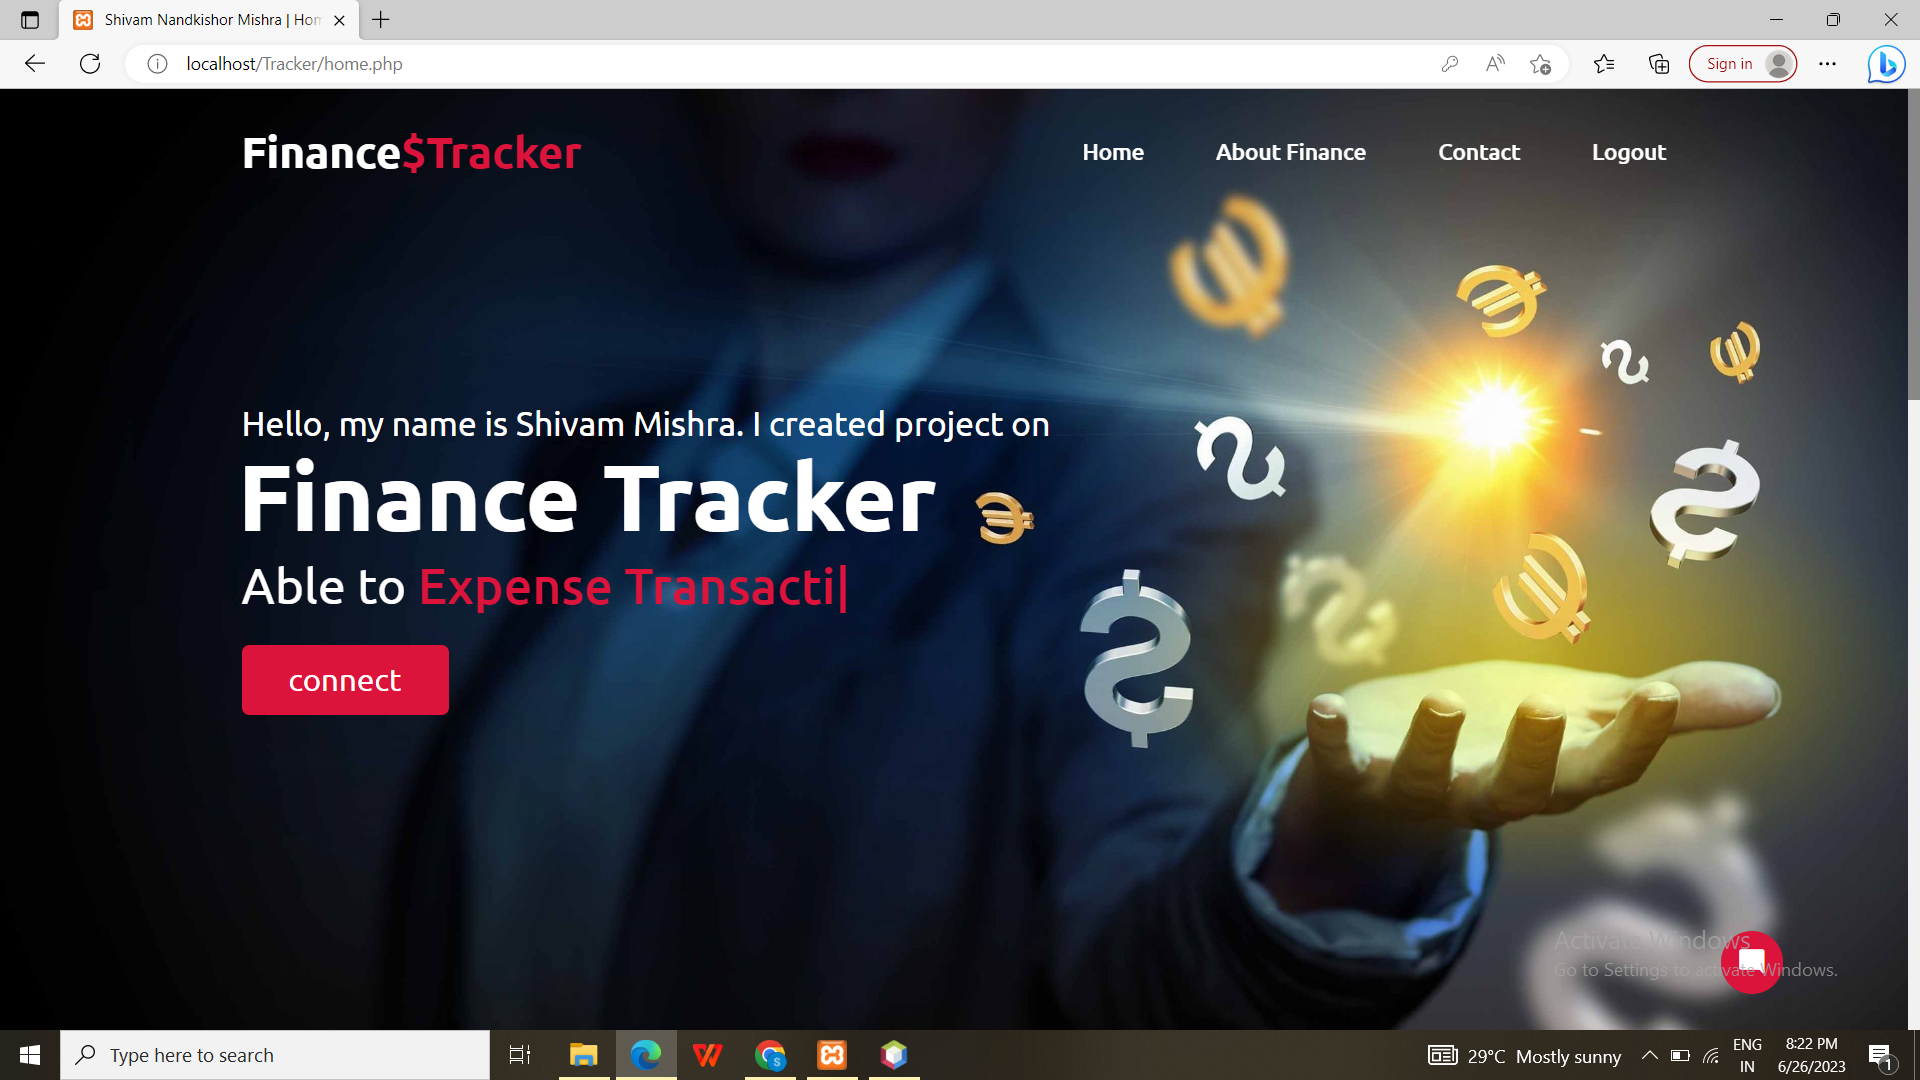 Shivam Nandkishor Mishra | Hom
localhost/Tracker/home.php
Sign in
Finance$Tracker
Home
About Finance
Contact
Logout
Hello, my name is Shivam Mishra. I created project on
Finance Tracker
Able to Expense Transacti|
connect
Activate Windows
Go to Settings to activate Windows.
Type here to search
29°C Mostly sunny
ENG
IN
8:22 PM
6/26/2023
1